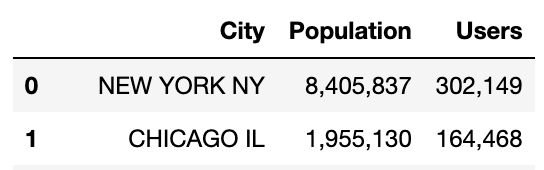 City Population Users
0 NEW YORK NY 8,405,837 302,149
1 CHICAGO IL 1,955,130 164,468